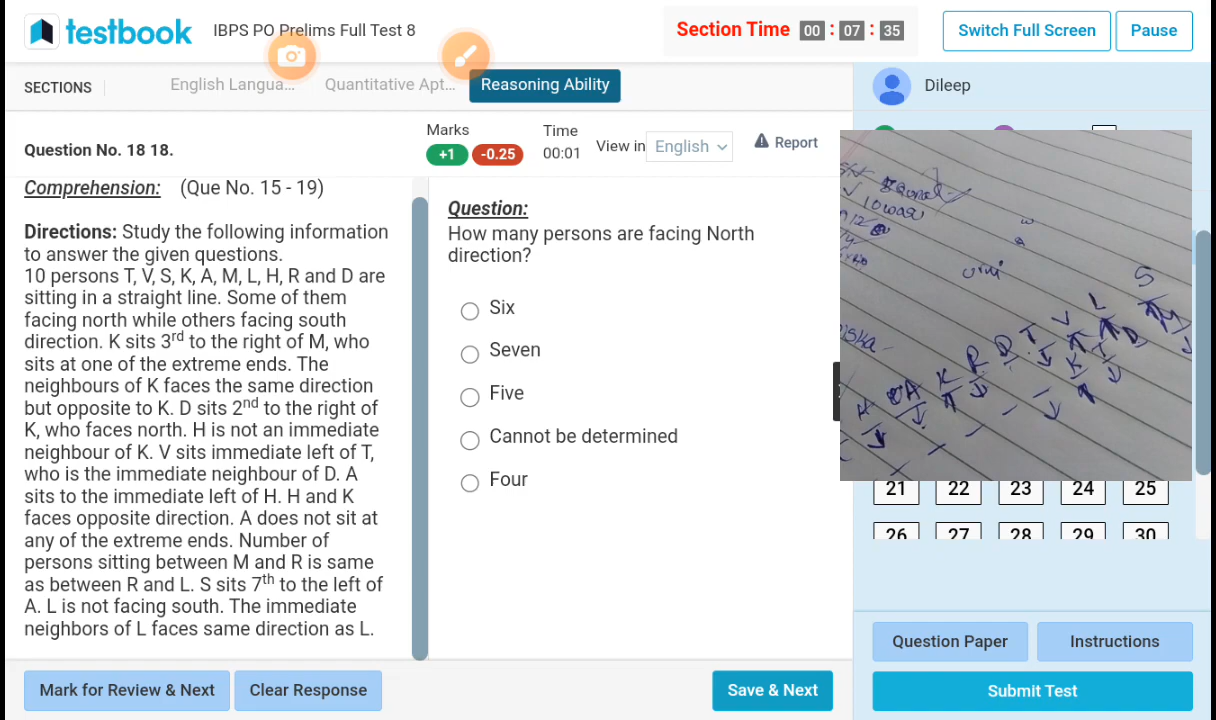 testbook
IBPS PO Prelims Full Test 8
Section Time 00 : 07 : 35
Switch Full Screen
Pause
SECTIONS
English Langua...
Quantitative Apt...
Reasoning Ability
Dileep
Question No. 18 18.
Marks
+1 -0.25
Time
00:01
View in English
Report
Comprehension: (Que No. 15 - 19)
Directions: Study the following information
to answer the given questions.
10 persons T, V, S, K, A, M, L, H, R and D are
sitting in a straight line. Some of them
facing north while others facing south
direction. K sits 3rd to the right of M, who
sits at one of the extreme ends. The
neighbours of K faces the same direction
but opposite to K. D sits 2nd to the right of
K, who faces north. H is not an immediate
neighbour of K. V sits immediate left of T,
who is the immediate neighbour of D. A
sits to the immediate left of H. H and K
faces opposite direction. A does not sit at
any of the extreme ends. Number of
persons sitting between M and R is same
as between R and L. S sits 7th to the left of
A. L is not facing south. The immediate
neighbors of L faces same direction as L.
Question:
How many persons are facing North
direction?
Six
Seven
Five
Cannot be determined
Four
S
L
V
T
D
R
K
A
H
K
T
D
M
21 22 23 24 25
26 27 28 29 30
Question Paper
Instructions
Mark for Review & Next
Clear Response
Save & Next
Submit Test